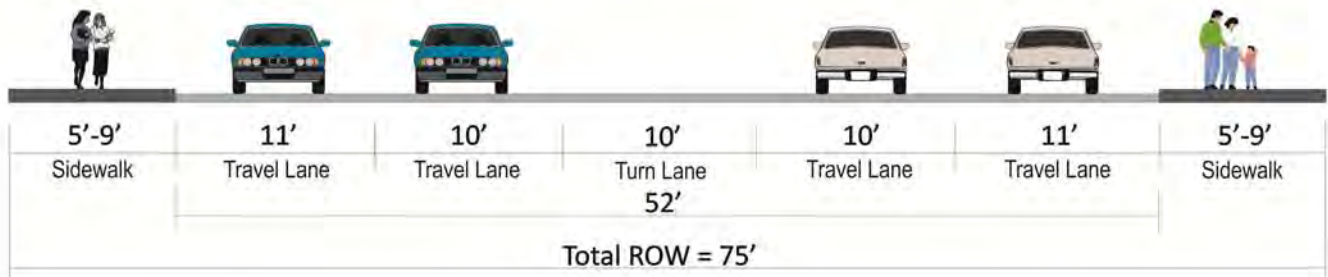 5'-9' 11' 10' 10' 10' 11' 5'-9'
Sidewalk Travel Lane Travel Lane Turn Lane Travel Lane Travel Lane Sidewalk
52'
Total ROW = 75'